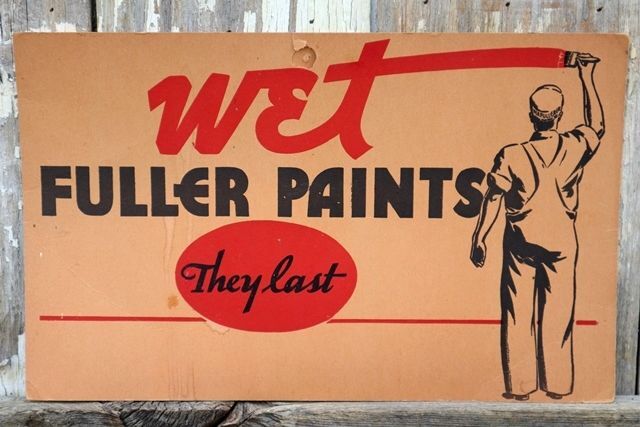 Wet
FULLER PAINTS
They last